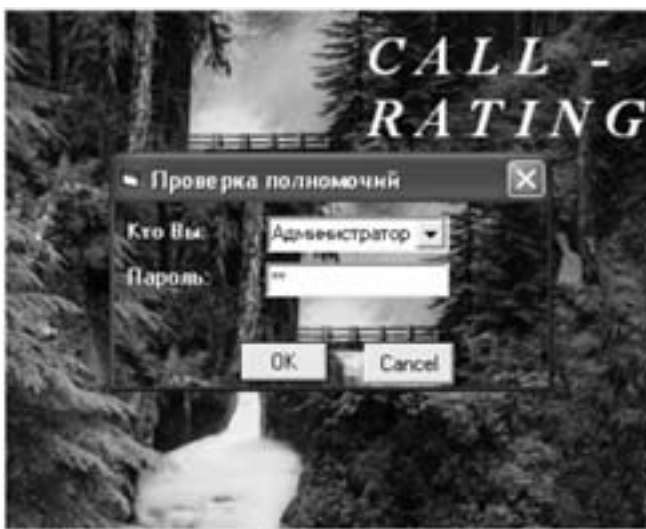 CALL -
RATING
Проверка полномочий
Кто Вы:
Администратор
Пароль:
**
OK
Cancel